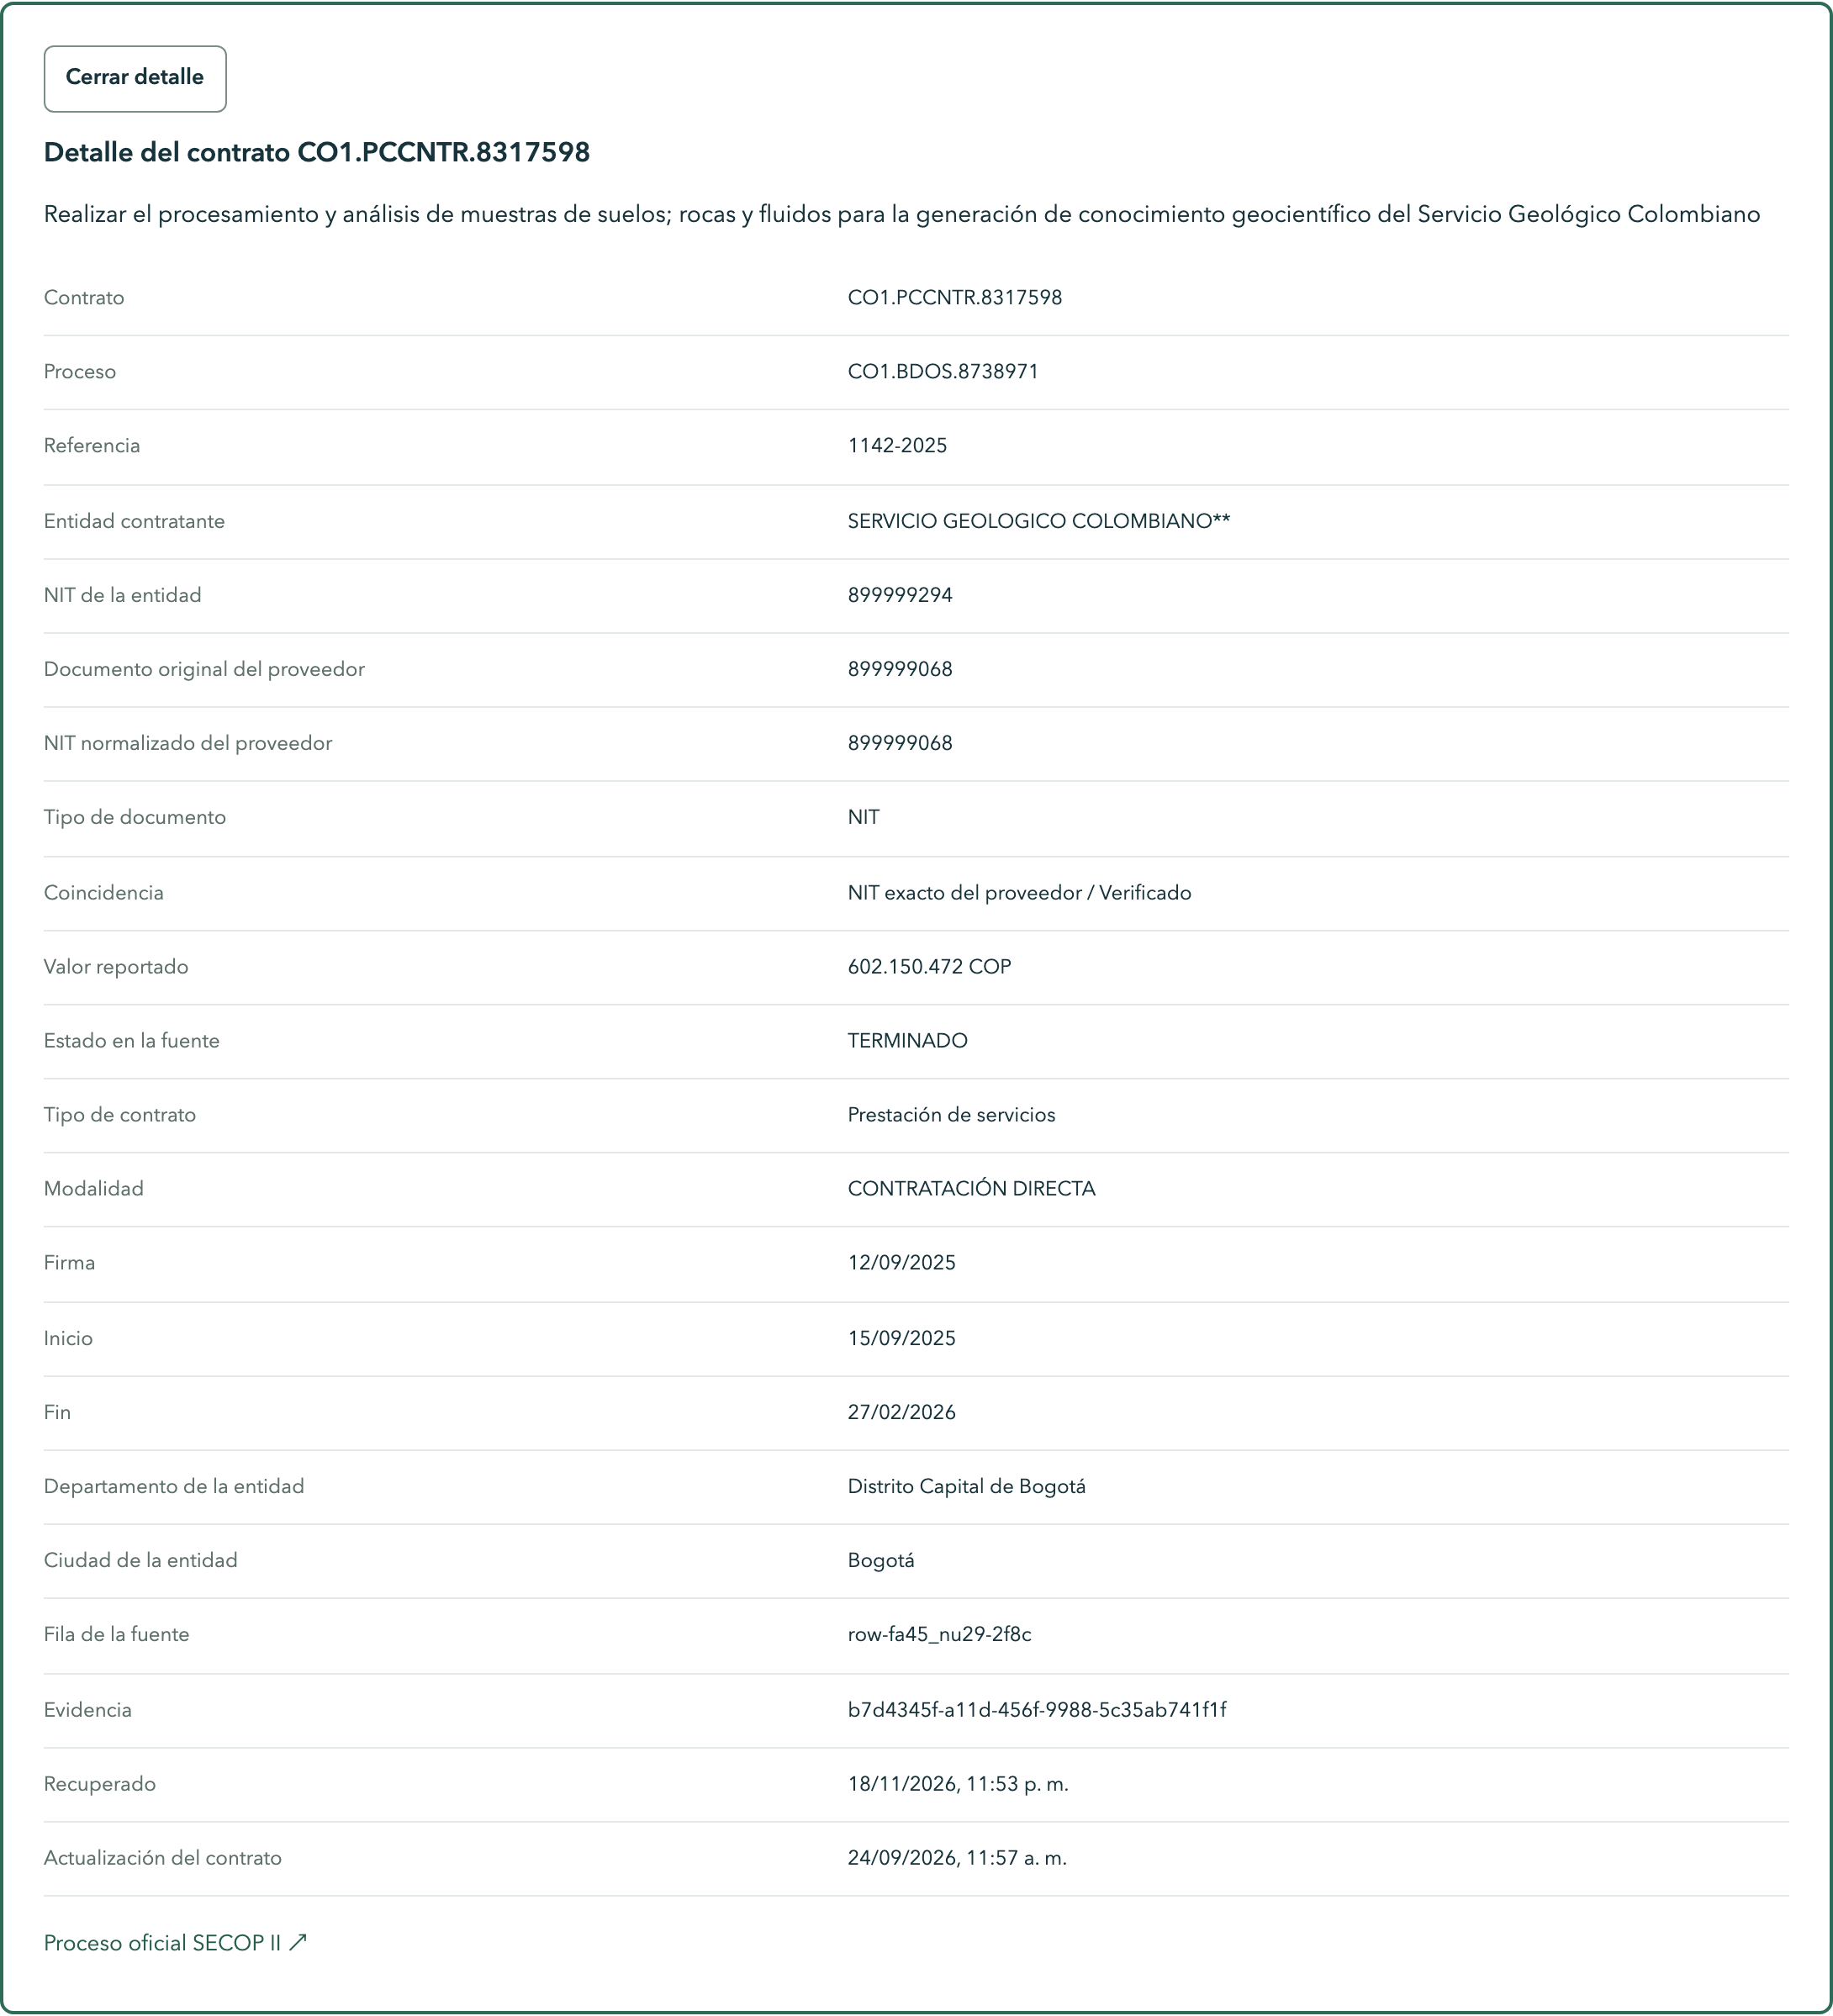 Cerrar detalle
Detalle del contrato CO1.PCCNTR.8317598
Realizar el procesamiento y análisis de muestras de suelos; rocas y fluidos para la generación de conocimiento geocientífico del Servicio Geológico Colombiano
Contrato CO1.PCCNTR.8317598
Proceso CO1.BDOS.8738971
Referencia 1142-2025
Entidad contratante SERVICIO GEOLOGICO COLOMBIANO**
NIT de la entidad 899999294
Documento original del proveedor 899999068
NIT normalizado del proveedor 899999068
Tipo de documento NIT
Coincidencia NIT exacto del proveedor / Verificado
Valor reportado 602.150.472 COP
Estado en la fuente TERMINADO
Tipo de contrato Prestación de servicios
Modalidad CONTRATACIÓN DIRECTA
Firma 12/09/2025
Inicio 15/09/2025
Fin 27/02/2026
Departamento de la entidad Distrito Capital de Bogotá
Ciudad de la entidad Bogotá
Fila de la fuente row-fa45_nu29-2f8c
Evidencia b7d4345f-a11d-456f-9988-5c35ab741f1f
Recuperado 18/11/2026, 11:53 p. m.
Actualización del contrato 24/09/2026, 11:57 a. m.
Proceso oficial SECOP II ↗